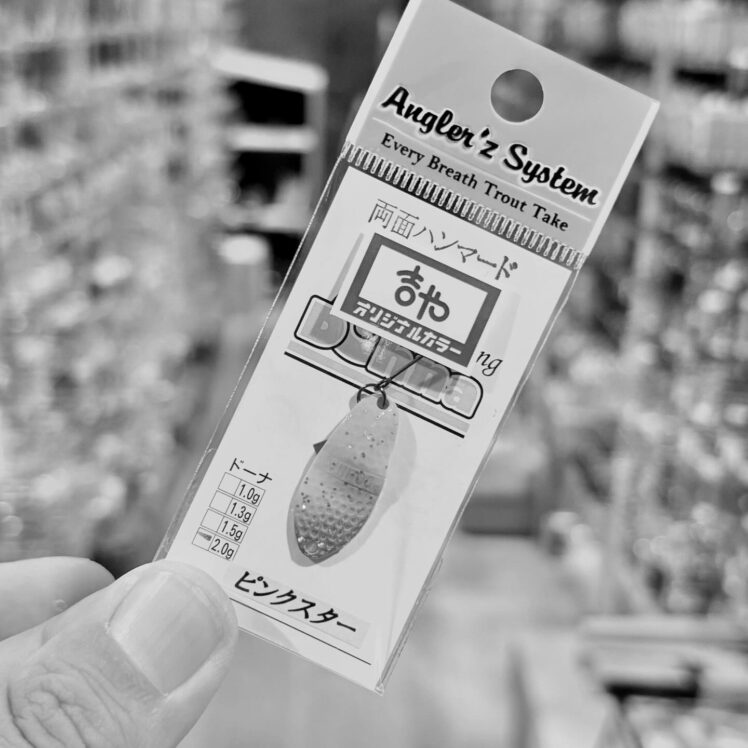 Angler'z System
Every Breath Trout Take
両面ハンマード
きや
オリジナルカラー
ng
ドーナ
1.0g
1.3g
1.5g
2.0g
ピンクスター